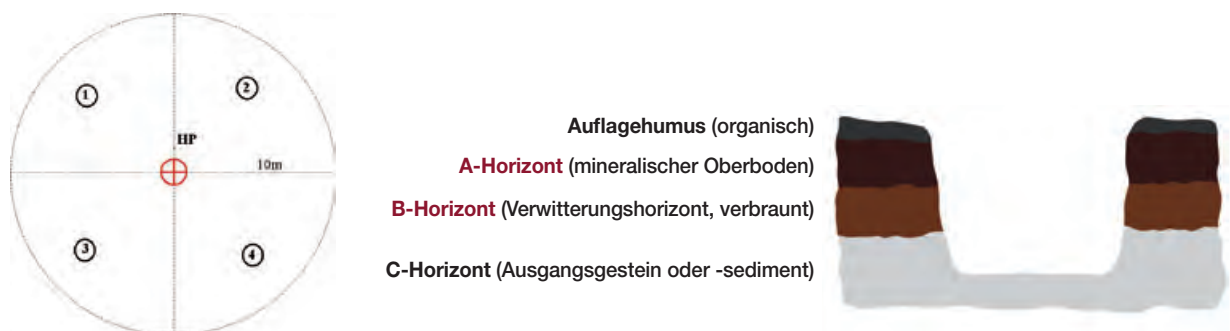 1
2
HP
10m
3
4
Auflagehumus (organisch)
A-Horizont (mineralischer Oberboden)
B-Horizont (Verwitterungshorizont, verbraunt)
C-Horizont (Ausgangsgestein oder -sediment)